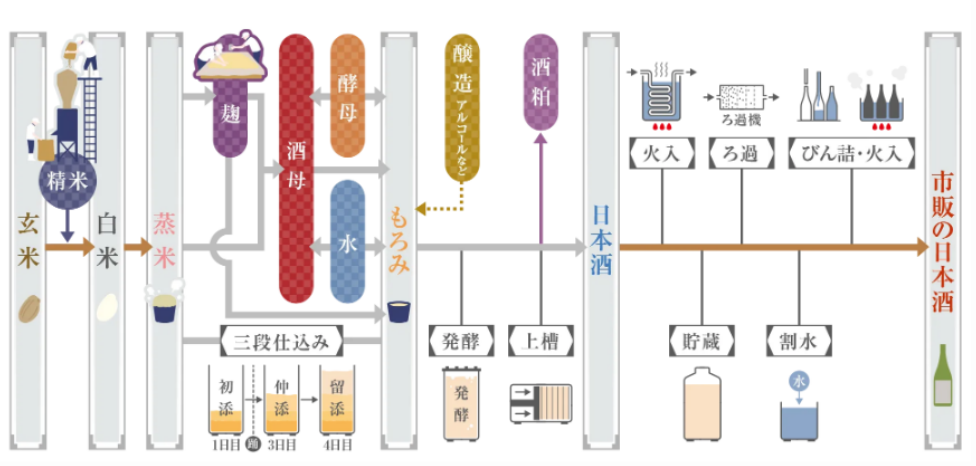 玄米
精米
白米
蒸米
麹
酒母
酵母
水
三段仕込み
初添
仲添
留添
1日目
踊
3日目
4日目
もろみ
醸造アルコールなど
酒粕
発酵
発酵
上槽
日本酒
火入
ろ過機
ろ過
びん詰・火入
貯蔵
割水
水
市販の日本酒